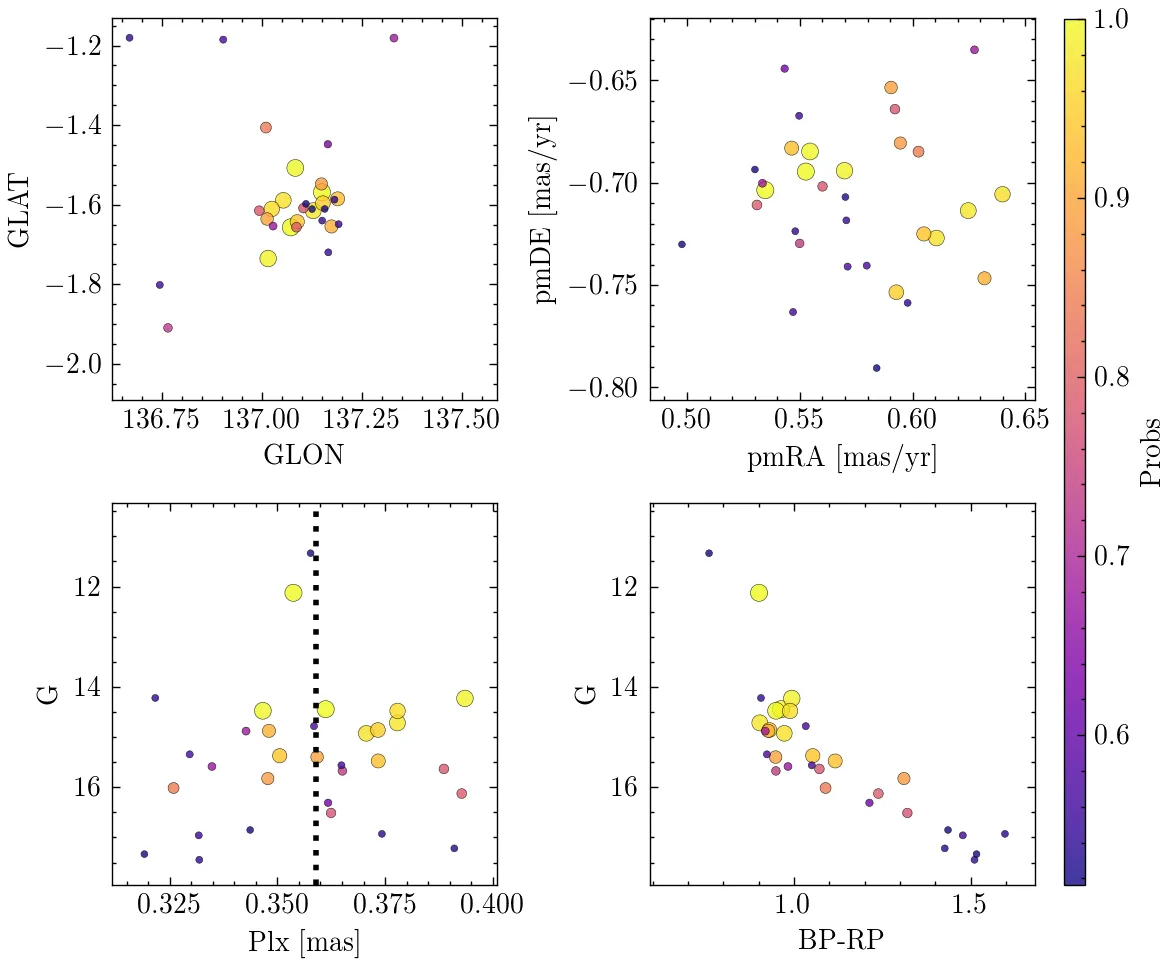 −1.2
−1.4
−1.6
−1.8
−2.0
GLAT
136.75 137.00 137.25 137.50
GLON
−0.65
−0.70
−0.75
−0.80
pmDE [mas/yr]
0.50 0.55 0.60 0.65
pmRA [mas/yr]
12
14
16
G
0.325 0.350 0.375 0.400
Plx [mas]
12
14
16
G
1.0 1.5
BP-RP
1.0
0.9
0.8
0.7
0.6
Probs